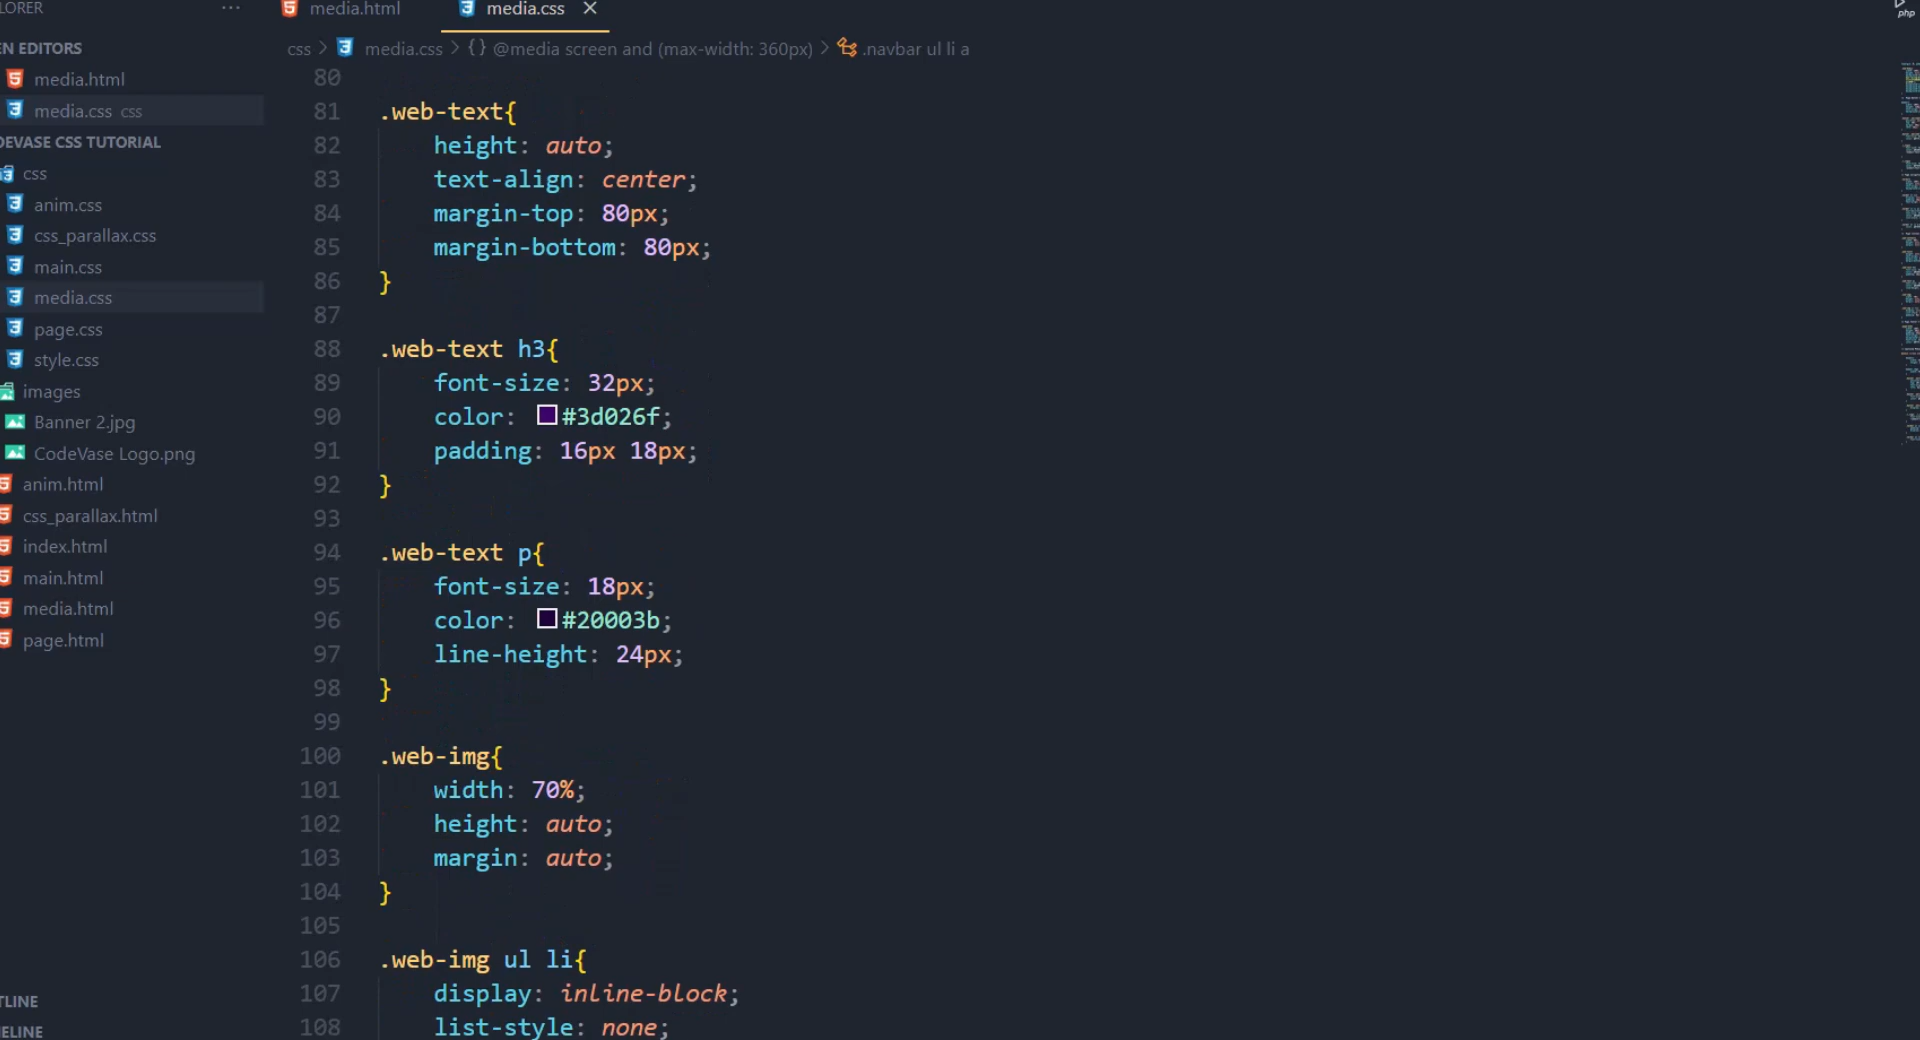 LORER ...
media.html
media.css ×
php
EN EDITORS
media.html
media.css css
DEVASE CSS TUTORIAL
css
anim.css
css_parallax.css
main.css
media.css
page.css
style.css
images
Banner 2.jpg
CodeVase Logo.png
anim.html
css_parallax.html
index.html
main.html
media.html
page.html
TLINE
ELINE
css > media.css > {} @media screen and (max-width: 360px) > .navbar ul li a
80
81 .web-text{
82 height: auto;
83 text-align: center;
84 margin-top: 80px;
85 margin-bottom: 80px;
86 }
87
88 .web-text h3{
89 font-size: 32px;
90 color: #3d026f;
91 padding: 16px 18px;
92 }
93
94 .web-text p{
95 font-size: 18px;
96 color: #20003b;
97 line-height: 24px;
98 }
99
100 .web-img{
101 width: 70%;
102 height: auto;
103 margin: auto;
104 }
105
106 .web-img ul li{
107 display: inline-block;
108 list-style: none;